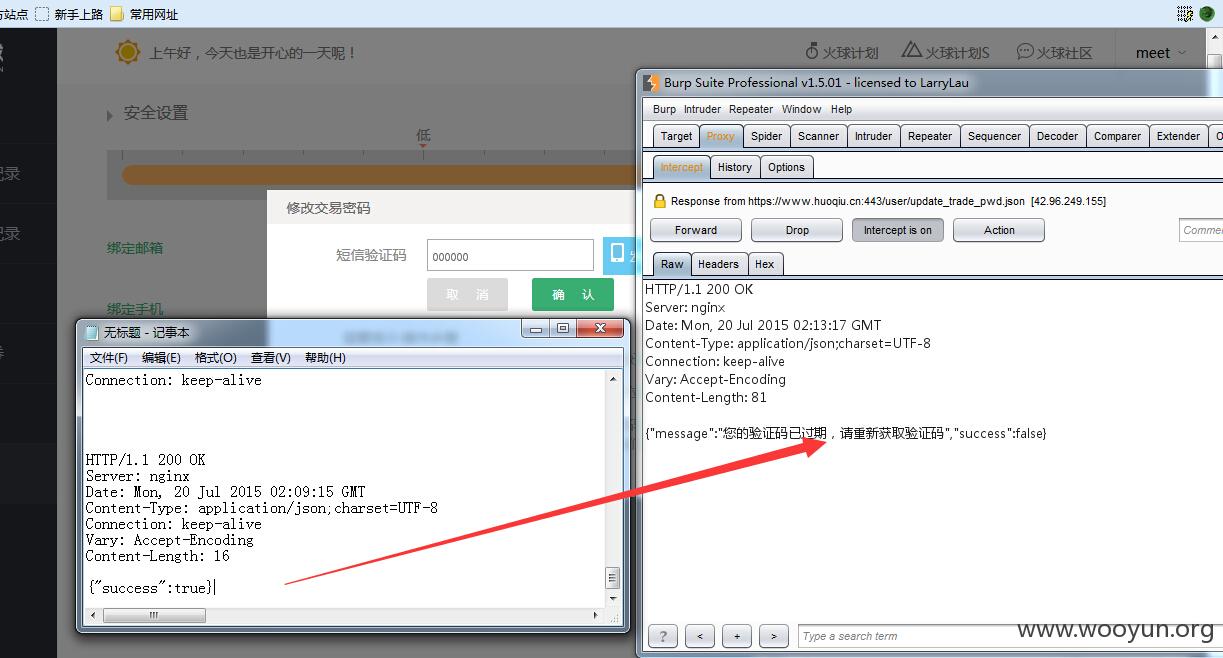 站点 新手上路 常用网址
上午好，今天也是开心的一天呢！ 火球计划 火球计划S 火球社区 meet
安全设置
低
记录
记录
绑定邮箱
绑定手机
修改交易密码
短信验证码 000000
取 消 确 认
无标题 - 记事本
文件(F) 编辑(E) 格式(O) 查看(V) 帮助(H)
Connection: keep-alive
HTTP/1.1 200 OK
Server: nginx
Date: Mon, 20 Jul 2015 02:09:15 GMT
Content-Type: application/json;charset=UTF-8
Connection: keep-alive
Vary: Accept-Encoding
Content-Length: 16
{"success":true}
Burp Suite Professional v1.5.01 - licensed to LarryLau
Burp Intruder Repeater Window Help
Target Proxy Spider Scanner Intruder Repeater Sequencer Decoder Comparer Extender O
Intercept History Options
Response from https://www.huoqiu.cn:443/user/update_trade_pwd.json [42.96.249.155]
Forward Drop Intercept is on Action Comme
Raw Headers Hex
HTTP/1.1 200 OK
Server: nginx
Date: Mon, 20 Jul 2015 02:13:17 GMT
Content-Type: application/json;charset=UTF-8
Connection: keep-alive
Vary: Accept-Encoding
Content-Length: 81
{"message":"您的验证码已过期，请重新获取验证码","success":false}
? < + > Type a search term
www.wooyun.org